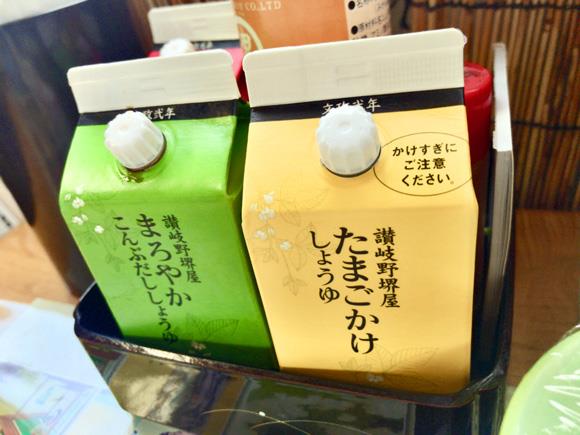 文政弐年
讃岐野堺屋
まろやか
こんぶだししょうゆ
文政弐年
かけすぎに
ご注意
ください。
讃岐野堺屋
たまごかけ
しょうゆ
CO.,LTD